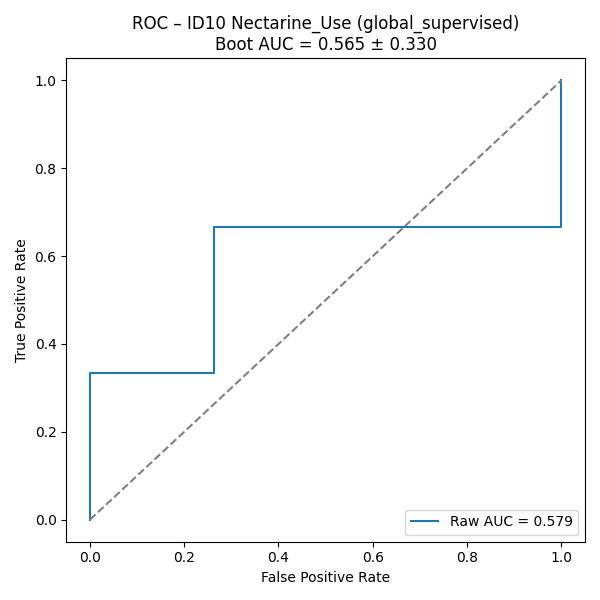 ROC – ID10 Nectarine_Use (global_supervised)
Boot AUC = 0.565 ± 0.330
True Positive Rate
1.0
0.8
0.6
0.4
0.2
0.0
Raw AUC = 0.579
0.0 0.2 0.4 0.6 0.8 1.0
False Positive Rate